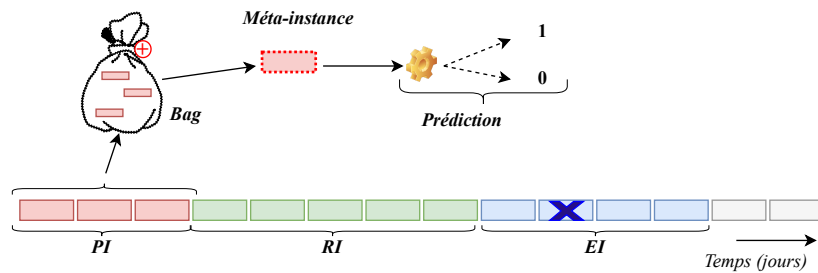 Méta-instance
1
0
Bag
Prédiction
PI
RI
EI
Temps (jours)